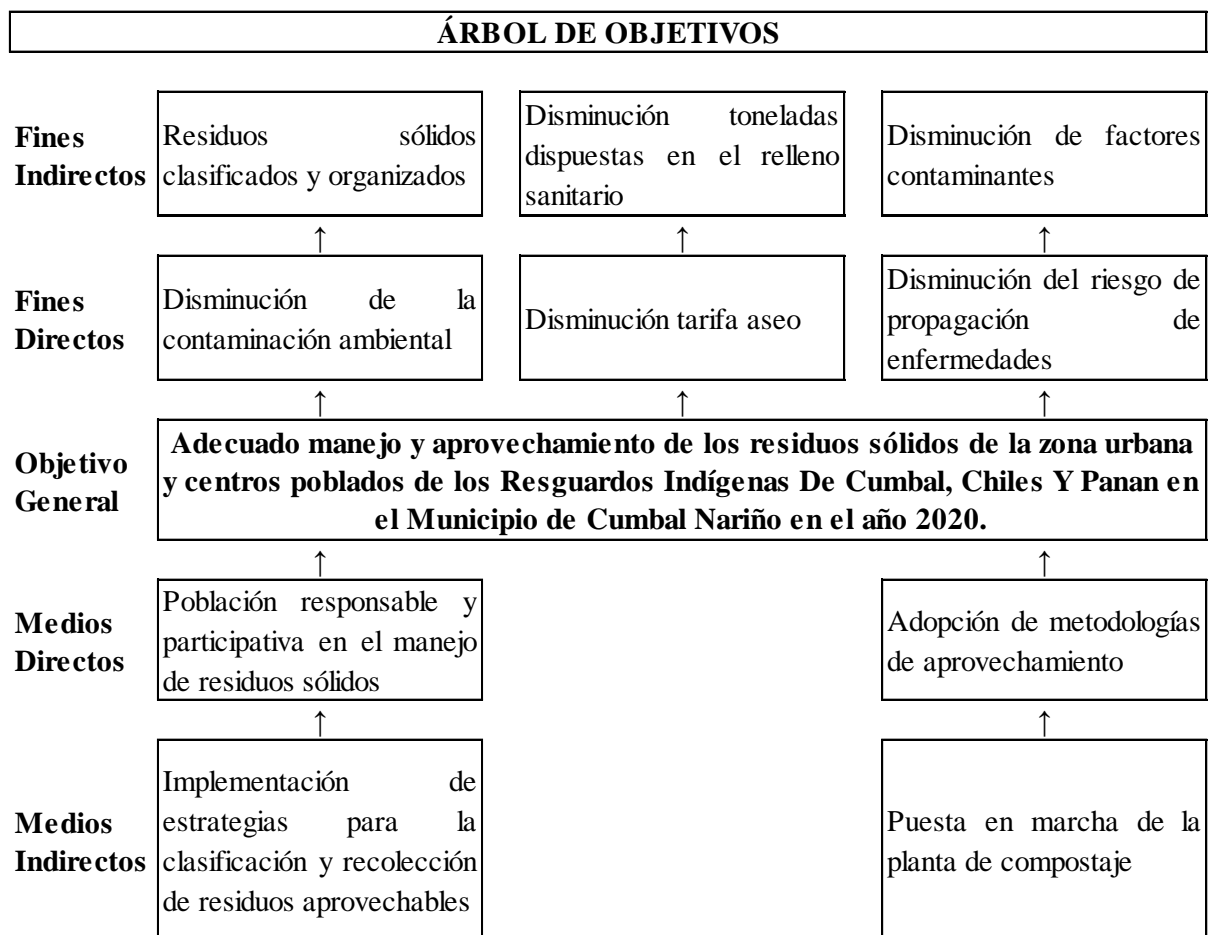 ÁRBOL DE OBJETIVOS
Fines
Indirectos
Residuos sólidos
clasificados y organizados
Disminución toneladas
dispuestas en el relleno
sanitario
Disminución de factores
contaminantes
↑ ↑ ↑
Fines
Directos
Disminución de la
contaminación ambiental
Disminución tarifa aseo
Disminución del riesgo de
propagación de
enfermedades
↑ ↑ ↑
Objetivo
General
Adecuado manejo y aprovechamiento de los residuos sólidos de la zona urbana
y centros poblados de los Resguardos Indígenas De Cumbal, Chiles Y Panan en
el Municipio de Cumbal Nariño en el año 2020.
↑ ↑
Medios
Directos
Población responsable y
participativa en el manejo
de residuos sólidos
Adopción de metodologías
de aprovechamiento
↑ ↑
Medios
Indirectos
Implementación de
estrategias para la
clasificación y recolección
de residuos aprovechables
Puesta en marcha de la
planta de compostaje